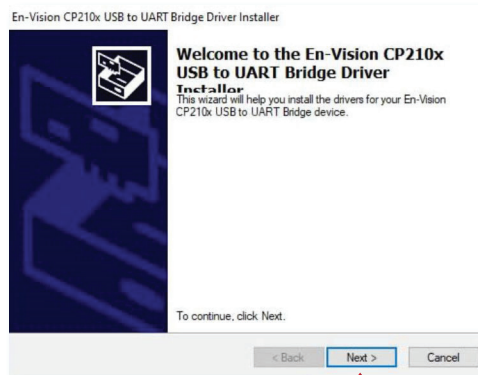 En-Vision CP210x USB to UART Bridge Driver Installer
Welcome to the En-Vision CP210x
USB to UART Bridge Driver
Installer
This wizard will help you install the drivers for your En-Vision
CP210x USB to UART Bridge device.
To continue, click Next.
< Back Next > Cancel